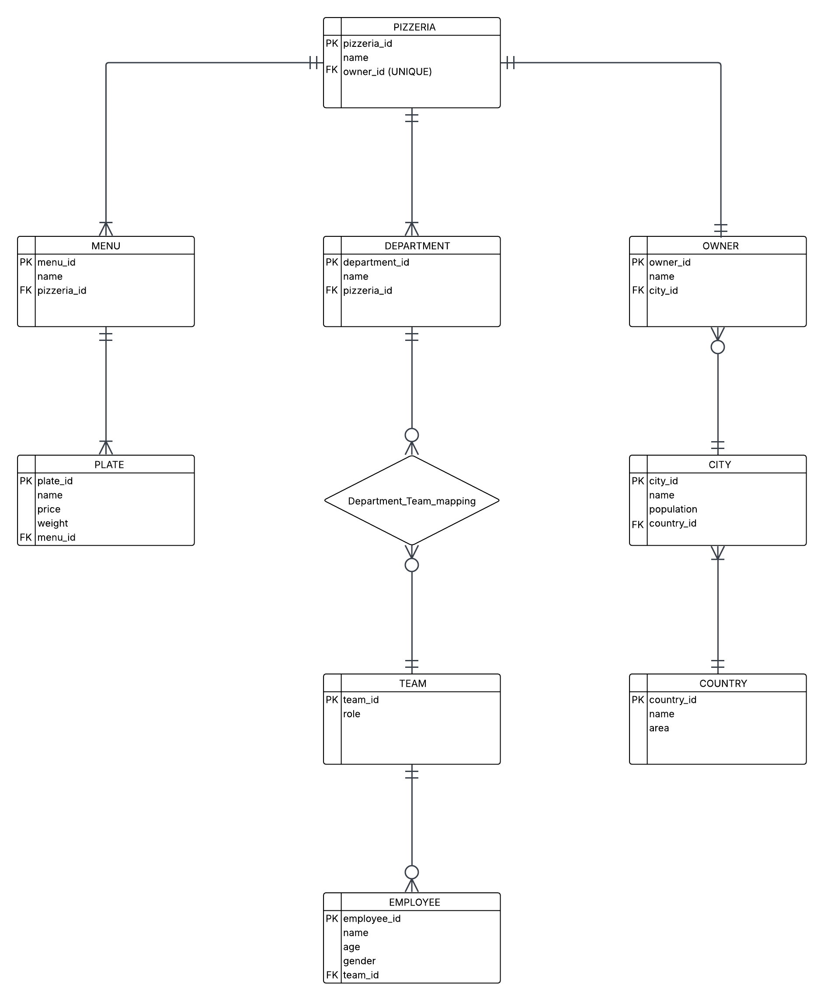 PIZZERIA
PK pizzeria_id
name
FK owner_id (UNIQUE)
MENU
PK menu_id
name
FK pizzeria_id
DEPARTMENT
PK department_id
name
FK pizzeria_id
OWNER
PK owner_id
name
FK city_id
PLATE
PK plate_id
name
price
weight
FK menu_id
Department_Team_mapping
CITY
PK city_id
name
population
FK country_id
TEAM
PK team_id
role
COUNTRY
PK country_id
name
area
EMPLOYEE
PK employee_id
name
age
gender
FK team_id